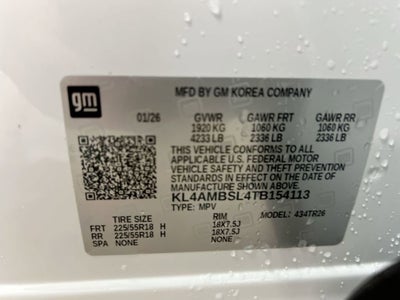 gm
MFD BY GM KOREA COMPANY
01/26 GVWR GAWR FRT GAWR RR
1920 KG 1060 KG 1060 KG
4233 LB 2336 LB 2336 LB
THIS VEHICLE CONFORMS TO ALL
APPLICABLE U.S. FEDERAL MOTOR
VEHICLE SAFETY AND BUMPER
STANDARDS IN EFFECT ON THE DATE
OF MANUFACTURE SHOWN ABOVE.
KL4AMBSL4TB154113
TYPE: MPV 434TR26
TIRE SIZE RIM
FRT 225/55R18 H 18X7.5J
RR 225/55R18 H 18X7.5J
SPA NONE NONE